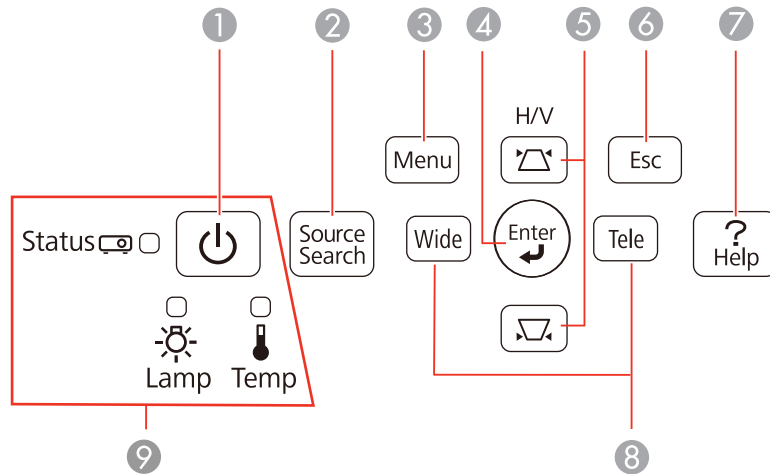 1 2 3 4 5 6 7
H/V
Menu
Esc
Status
Source
Search
Wide
Enter
Tele
?
Help
Lamp Temp
9 8